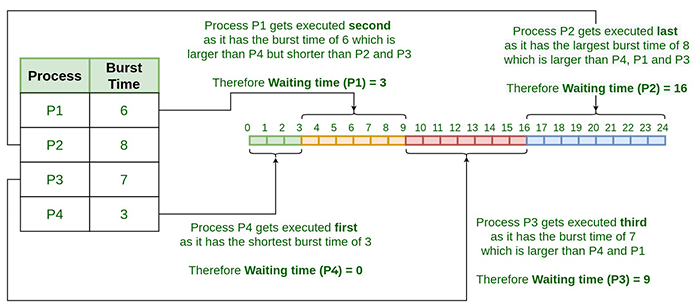 Process P1 gets executed second
as it has the burst time of 6 which is
larger than P4 but shorter than P2 and P3
Therefore Waiting time (P1) = 3
Process P2 gets executed last
as it has the largest burst time of 8
which is larger than P4, P1 and P3
Therefore Waiting time (P2) = 16
Process Burst Time
P1 6
P2 8
P3 7
P4 3
0 1 2 3 4 5 6 7 8 9 10 11 12 13 14 15 16 17 18 19 20 21 22 23 24
Process P4 gets executed first
as it has the shortest burst time of 3
Therefore Waiting time (P4) = 0
Process P3 gets executed third
as it has the burst time of 7
which is larger than P4 and P1
Therefore Waiting time (P3) = 9